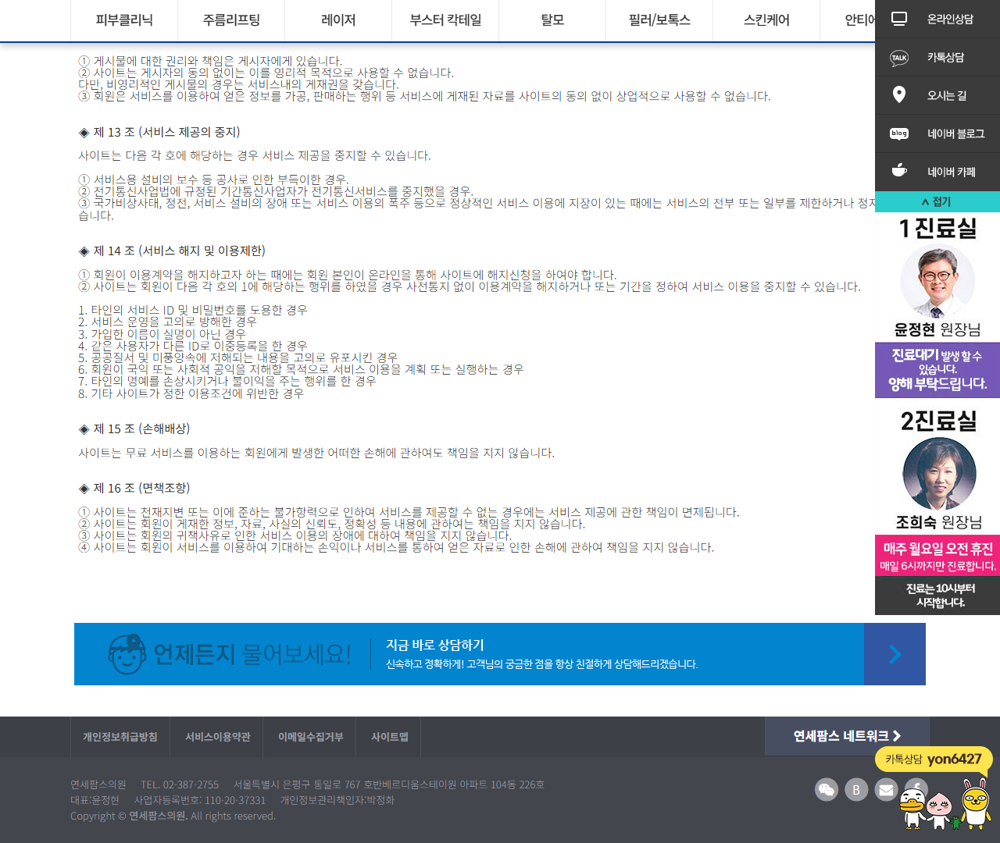 피부클리닉 주름리프팅 레이저 부스터 칵테일 탈모 필러/보톡스 스킨케어 안티에
① 게시물에 대한 권리와 책임은 게시자에게 있습니다.
② 사이트는 게시자의 동의 없이는 이를 영리적 목적으로 사용할 수 없습니다.
다만, 비영리적인 게시물의 경우는 서비스내의 게재권을 갖습니다.
③ 회원은 서비스를 이용하여 얻은 정보를 가공, 판매하는 행위 등 서비스에 게재된 자료를 사이트의 동의 없이 상업적으로 사용할 수 없습니다.
◈ 제 13 조 (서비스 제공의 중지)
사이트는 다음 각 호에 해당하는 경우 서비스 제공을 중지할 수 있습니다.
① 서비스용 설비의 보수 등 공사로 인한 부득이한 경우.
② 전기통신사업법에 규정된 기간통신사업자가 전기통신서비스를 중지했을 경우.
③ 국가비상사태, 정전, 서비스 설비의 장애 또는 서비스 이용의 폭주 등으로 정상적인 서비스 이용에 지장이 있는 때에는 서비스의 전부 또는 일부를 제한하거나 정지
습니다.
◈ 제 14 조 (서비스 해지 및 이용제한)
① 회원이 이용계약을 해지하고자 하는 때에는 회원 본인이 온라인을 통해 사이트에 해지신청을 하여야 합니다.
② 사이트는 회원이 다음 각 호의 1에 해당하는 행위를 하였을 경우 사전통지 없이 이용계약을 해지하거나 또는 기간을 정하여 서비스 이용을 중지할 수 있습니다.
1. 타인의 서비스 ID 및 비밀번호를 도용한 경우
2. 서비스 운영을 고의로 방해한 경우
3. 가입한 이름이 실명이 아닌 경우
4. 같은 사용자가 다른 ID로 이중등록을 한 경우
5. 공공질서 및 미풍양속에 저해되는 내용을 고의로 유포시킨 경우
6. 회원이 국익 또는 사회적 공익을 저해할 목적으로 서비스 이용을 계획 또는 실행하는 경우
7. 타인의 명예를 손상시키거나 불이익을 주는 행위를 한 경우
8. 기타 사이트가 정한 이용조건에 위반한 경우
◈ 제 15 조 (손해배상)
사이트는 무료 서비스를 이용하는 회원에게 발생한 어떠한 손해에 관하여도 책임을 지지 않습니다.
◈ 제 16 조 (면책조항)
① 사이트는 천재지변 또는 이에 준하는 불가항력으로 인하여 서비스를 제공할 수 없는 경우에는 서비스 제공에 관한 책임이 면제됩니다.
② 사이트는 회원이 게재한 정보, 자료, 사실의 신뢰도, 정확성 등 내용에 관하여는 책임을 지지 않습니다.
③ 사이트는 회원의 귀책사유로 인한 서비스 이용의 장애에 대하여 책임을 지지 않습니다.
④ 사이트는 회원이 서비스를 이용하여 기대하는 손익이나 서비스를 통하여 얻은 자료로 인한 손해에 관하여 책임을 지지 않습니다.
온라인상담
TALK 카톡상담
오시는 길
blog 네이버 블로그
네이버 카페
∧ 접기
1 진료실
윤정현 원장님
진료대기 발생 할 수
있습니다.
양해 부탁드립니다.
2진료실
조희숙 원장님
매주 월요일 오전 휴진
매일 6시까지만 진료합니다.
진료는 10시부터
시작합니다.
언제든지 물어보세요!
지금 바로 상담하기
신속하고 정확하게! 고객님의 궁금한 점을 항상 친절하게 상담해드리겠습니다.
개인정보취급방침 서비스이용약관 이메일수집거부 사이트맵
연세팜스 네트워크
연세팜스의원 TEL. 02-387-2755 서울특별시 은평구 통일로 767 호반베르디움스테이원 아파트 104동 226호
대표:윤정현 사업자등록번호: 110-20-37331 개인정보관리책임자:박정화
Copyright © 연세팜스의원. All rights reserved.
B f
카톡상담 yon6427